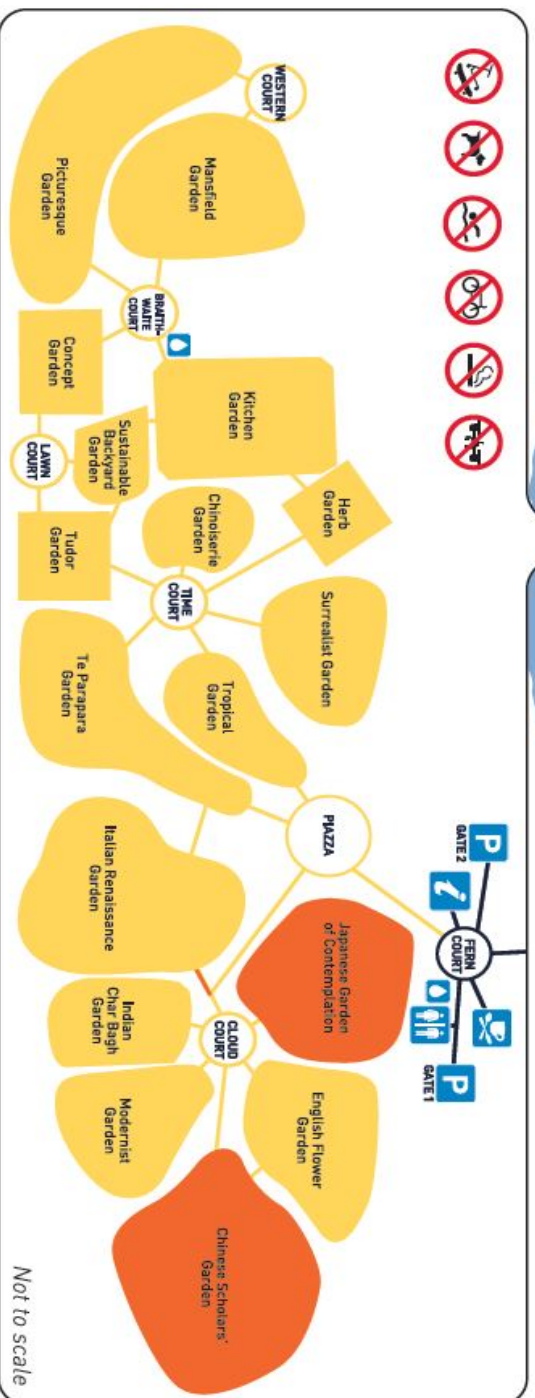 WESTERN
COURT
Mansfield
Garden
Picturesque
Garden
BRAITH-
WAITE
COURT
Concept
Garden
Kitchen
Garden
LAWN
COURT
Sustainable
Backyard
Garden
Herb
Garden
Chinoiserie
Garden
Tudor
Garden
TIME
COURT
Surrealist Garden
Te Parapara
Garden
Tropical
Garden
PIAZZA
P
GATE 2
i
FERN
COURT
P
GATE 1
Italian Renaissance
Garden
Japanese Garden
of Contemplation
CLOUD
COURT
Indian
Char Bagh
Garden
Modernist
Garden
English Flower
Garden
Chinese Scholars'
Garden
Not to scale